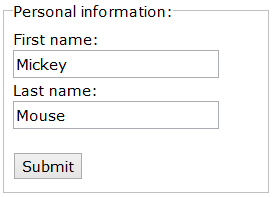 Personal information:
First name:
Mickey
Last name:
Mouse
Submit